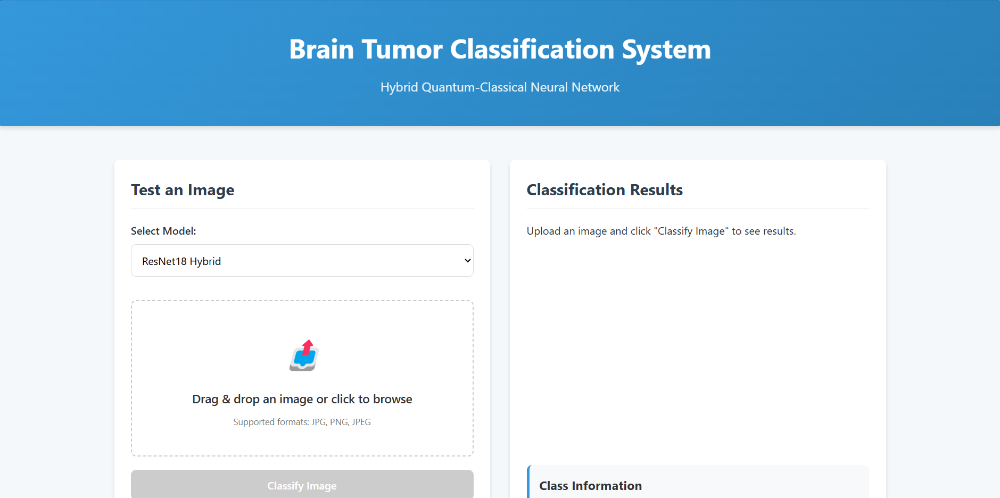 Brain Tumor Classification System
Hybrid Quantum-Classical Neural Network
Test an Image
Select Model:
ResNet18 Hybrid
Drag & drop an image or click to browse
Supported formats: JPG, PNG, JPEG
Classify Image
Classification Results
Upload an image and click "Classify Image" to see results.
Class Information